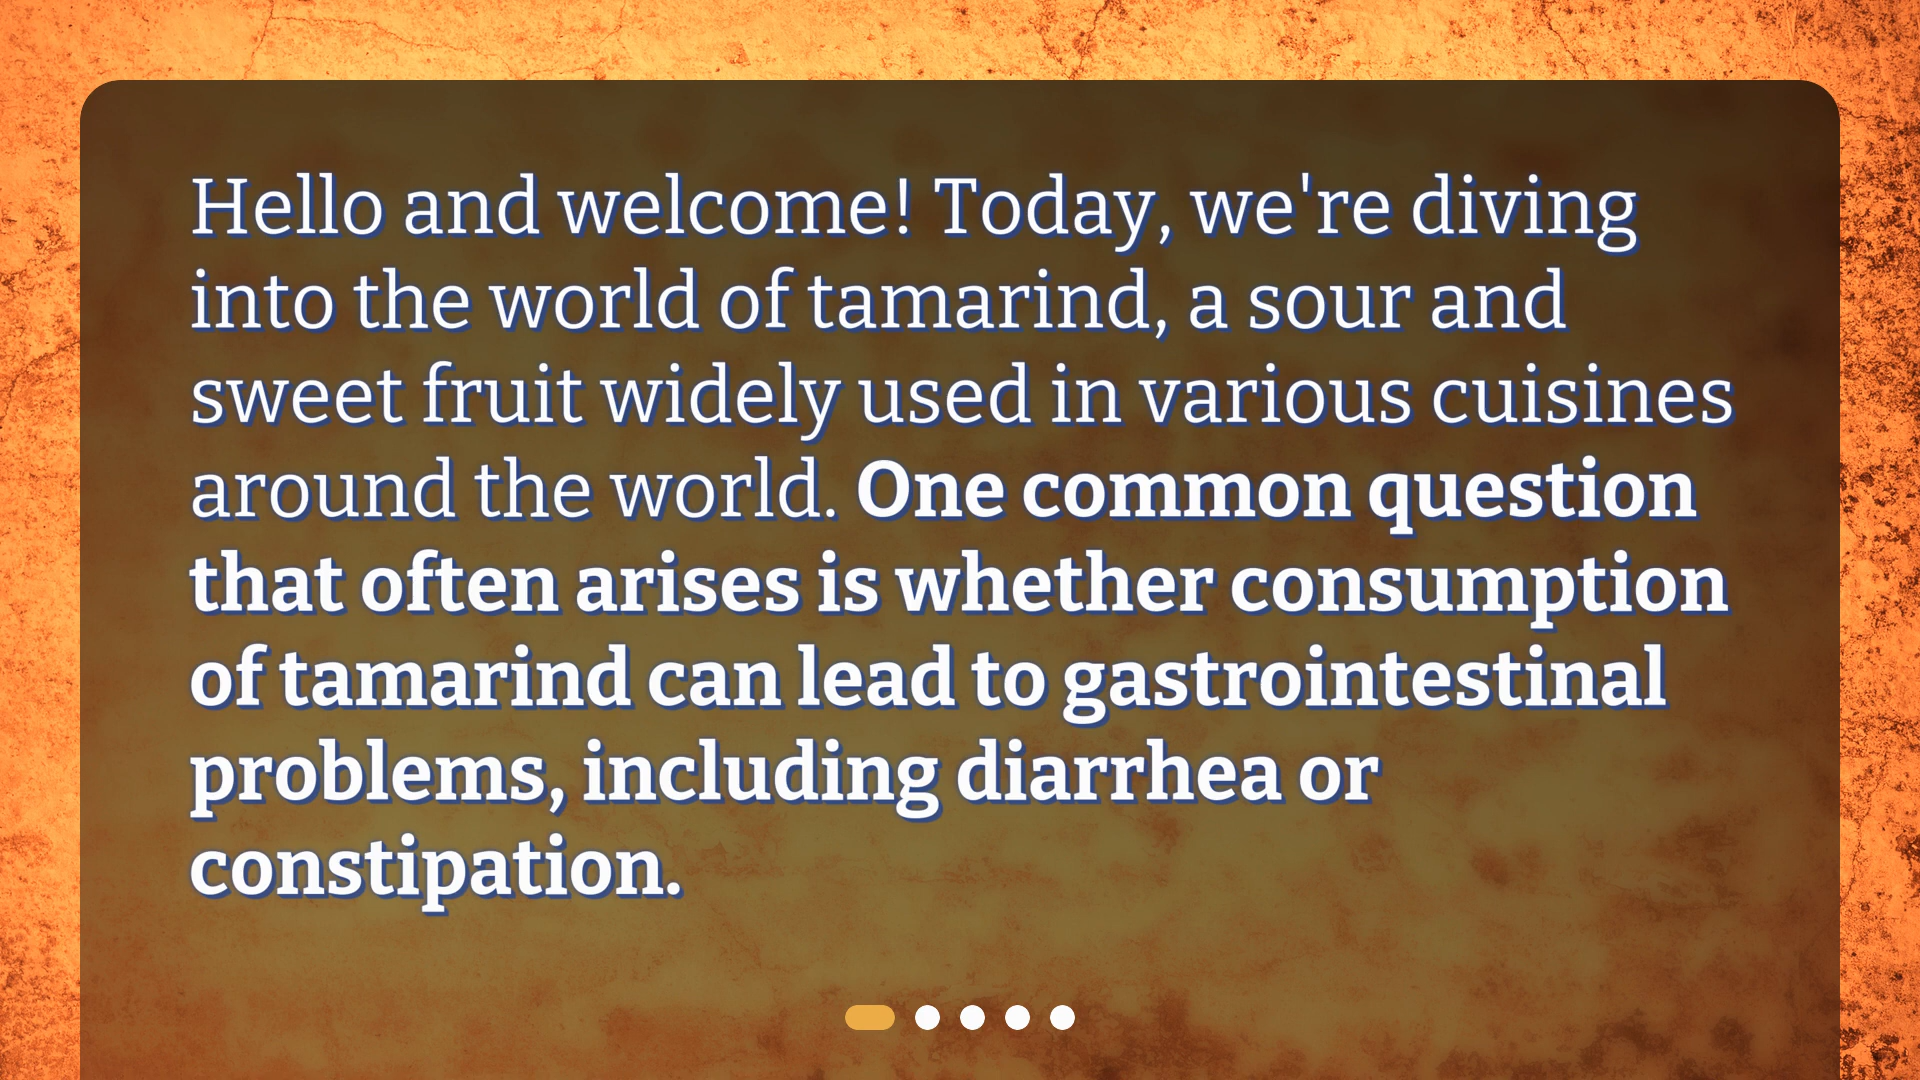 Hello and welcome! Today, we're diving
into the world of tamarind, a sour and
sweet fruit widely used in various cuisines
around the world. One common question
that often arises is whether consumption
of tamarind can lead to gastrointestinal
problems, including diarrhea or
constipation.